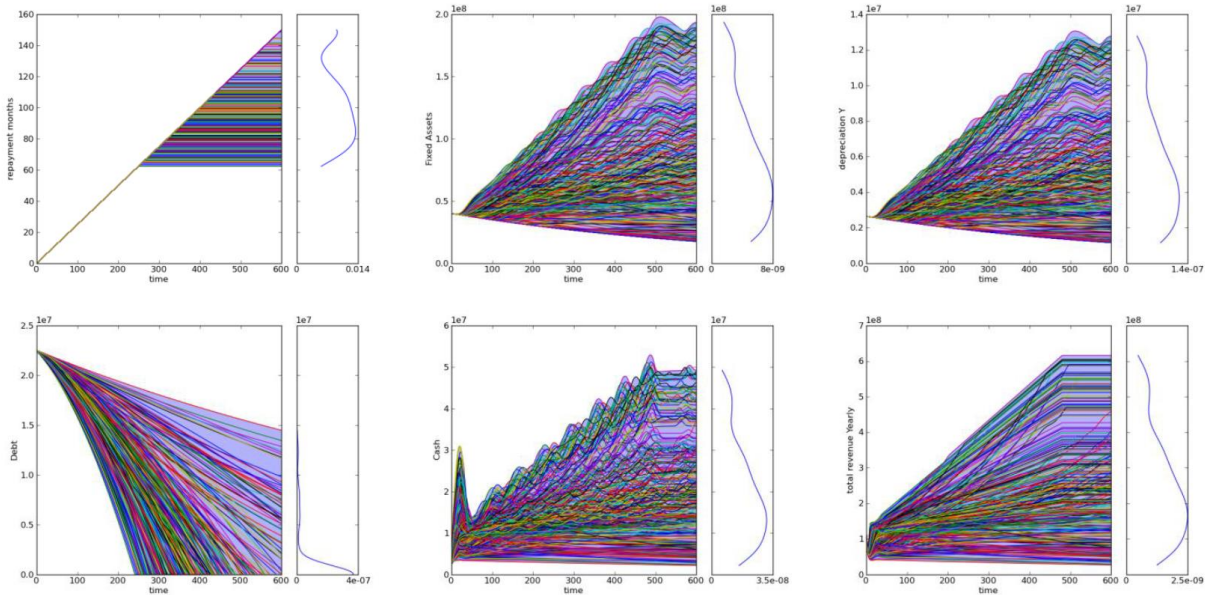 160
140
120
100
80
60
40
20
0
repayment months
0 100 200 300 400 500 600
time
0 0.014
1e8
2.0
1.5
1.0
0.5
0.0
Fixed Assets
0 100 200 300 400 500 600
time
1e8
0 8e-09
1e7
1.4
1.2
1.0
0.8
0.6
0.4
0.2
0.0
depreciation Y
0 100 200 300 400 500 600
time
1e7
0 1.4e-07
1e7
2.5
2.0
1.5
1.0
0.5
0.0
Debt
0 100 200 300 400 500 600
time
1e7
0 4e-07
1e7
6
5
4
3
2
1
0
Cash
0 100 200 300 400 500 600
time
1e7
0 3.5e-08
1e8
7
6
5
4
3
2
1
0
total revenue Yearly
0 100 200 300 400 500 600
time
1e8
0 2.5e-09